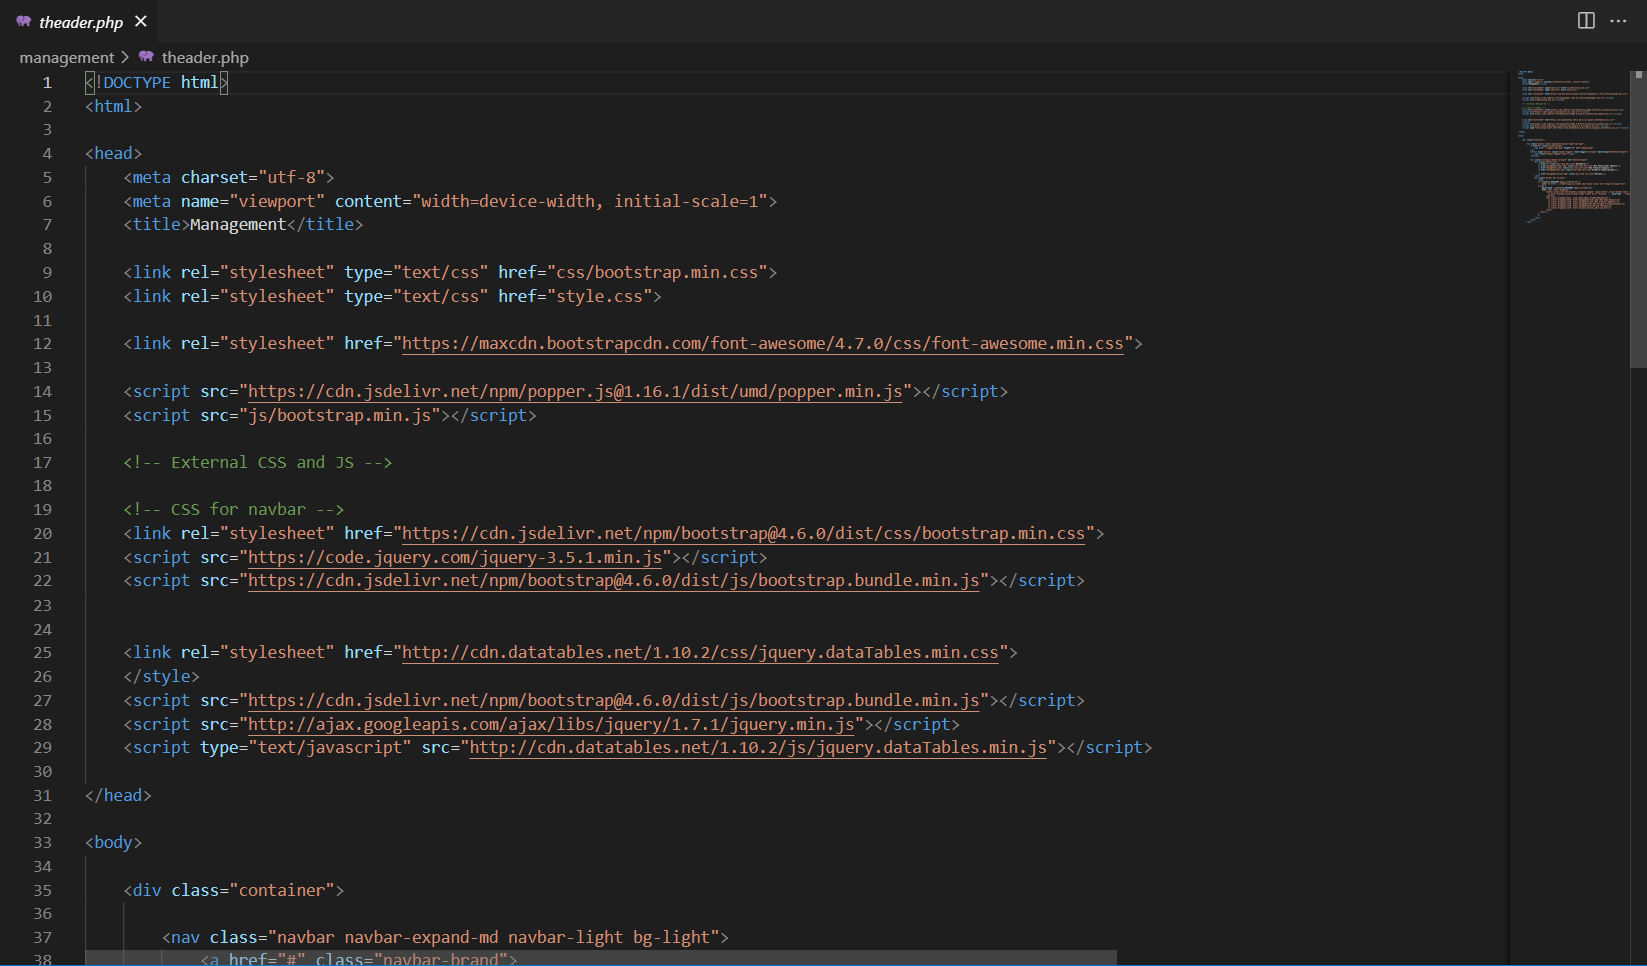 theader.php
management > theader.php
1 <!DOCTYPE html>
2 <html>
3
4 <head>
5 <meta charset="utf-8">
6 <meta name="viewport" content="width=device-width, initial-scale=1">
7 <title>Management</title>
8
9 <link rel="stylesheet" type="text/css" href="css/bootstrap.min.css">
10 <link rel="stylesheet" type="text/css" href="style.css">
11
12 <link rel="stylesheet" href="https://maxcdn.bootstrapcdn.com/font-awesome/4.7.0/css/font-awesome.min.css">
13
14 <script src="https://cdn.jsdelivr.net/npm/popper.js@1.16.1/dist/umd/popper.min.js"></script>
15 <script src="js/bootstrap.min.js"></script>
16
17 <!-- External CSS and JS -->
18
19 <!-- CSS for navbar -->
20 <link rel="stylesheet" href="https://cdn.jsdelivr.net/npm/bootstrap@4.6.0/dist/css/bootstrap.min.css">
21 <script src="https://code.jquery.com/jquery-3.5.1.min.js"></script>
22 <script src="https://cdn.jsdelivr.net/npm/bootstrap@4.6.0/dist/js/bootstrap.bundle.min.js"></script>
23
24
25 <link rel="stylesheet" href="http://cdn.datatables.net/1.10.2/css/jquery.dataTables.min.css">
26 </style>
27 <script src="https://cdn.jsdelivr.net/npm/bootstrap@4.6.0/dist/js/bootstrap.bundle.min.js"></script>
28 <script src="http://ajax.googleapis.com/ajax/libs/jquery/1.7.1/jquery.min.js"></script>
29 <script type="text/javascript" src="http://cdn.datatables.net/1.10.2/js/jquery.dataTables.min.js"></script>
30
31 </head>
32
33 <body>
34
35 <div class="container">
36
37 <nav class="navbar navbar-expand-md navbar-light bg-light">
38 <a href="#" class="navbar-brand">